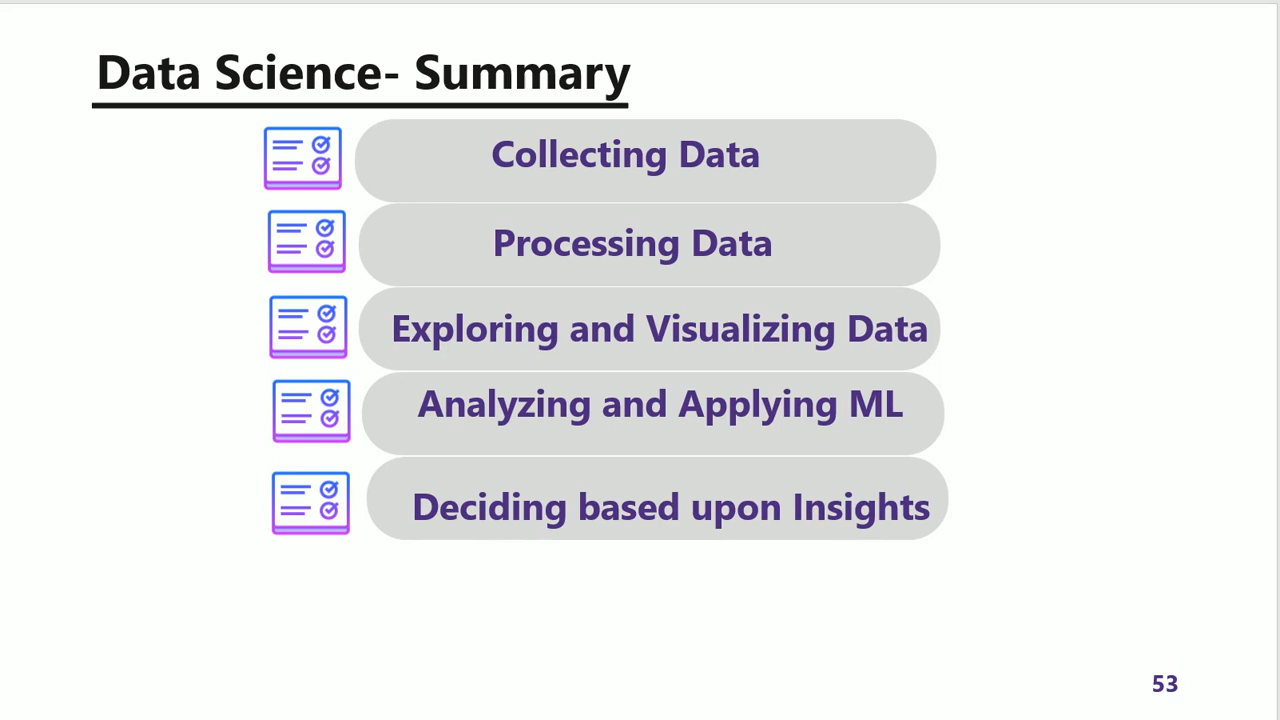 Data Science- Summary
Collecting Data
Processing Data
Exploring and Visualizing Data
Analyzing and Applying ML
Deciding based upon Insights
53